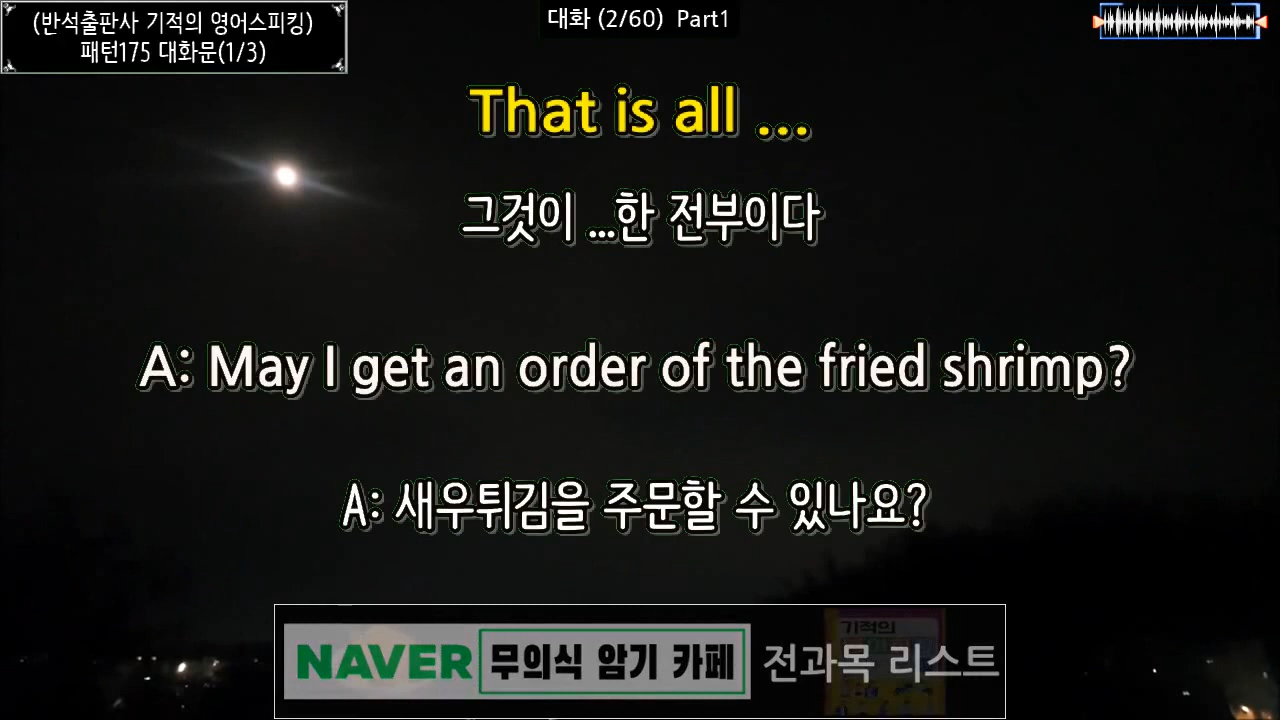 (반석출판사 기적의 영어스피킹)
패턴175 대화문(1/3)
대화 (2/60) Part1
That is all ...
그것이 ...한 전부이다
A: May I get an order of the fried shrimp?
A: 새우튀김을 주문할 수 있나요?
NAVER 무의식 암기 카페 전과목 리스트
기적의